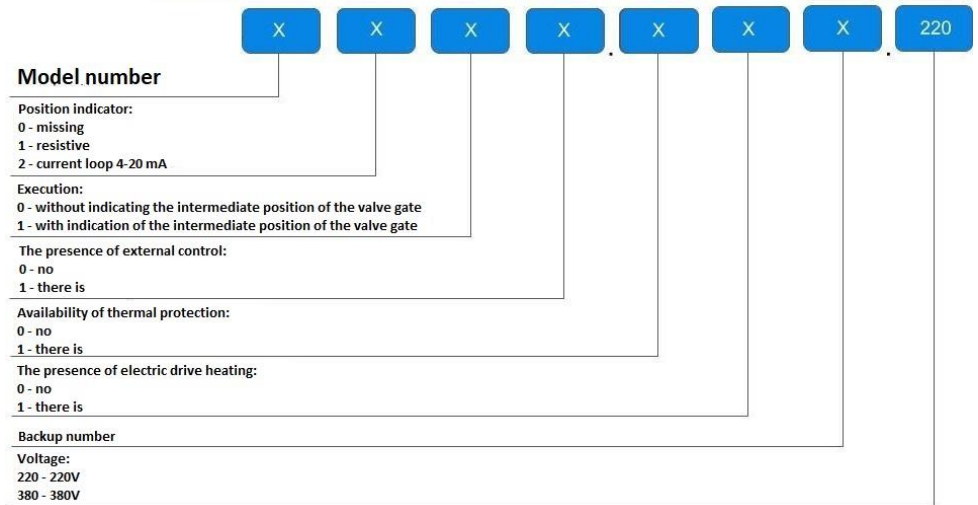 X X X X . X X X . 220
Model number
Position indicator:
0 - missing
1 - resistive
2 - current loop 4-20 mA
Execution:
0 - without indicating the intermediate position of the valve gate
1 - with indication of the intermediate position of the valve gate
The presence of external control:
0 - no
1 - there is
Availability of thermal protection:
0 - no
1 - there is
The presence of electric drive heating:
0 - no
1 - there is
Backup number
Voltage:
220 - 220V
380 - 380V